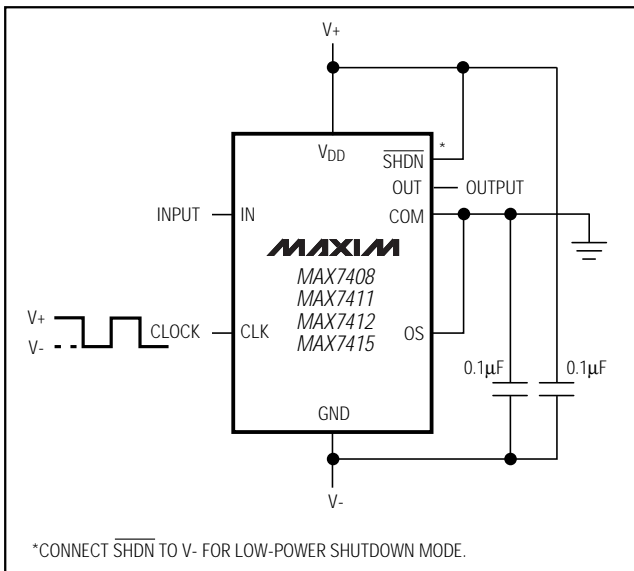 V+
VDD
SHDN
*
OUT
OUTPUT
INPUT
IN
COM
MAXIM
MAX7408
MAX7411
MAX7412
MAX7415
V+
V-
CLOCK
CLK
OS
0.1µF
0.1µF
GND
V-
*CONNECT SHDN TO V- FOR LOW-POWER SHUTDOWN MODE.